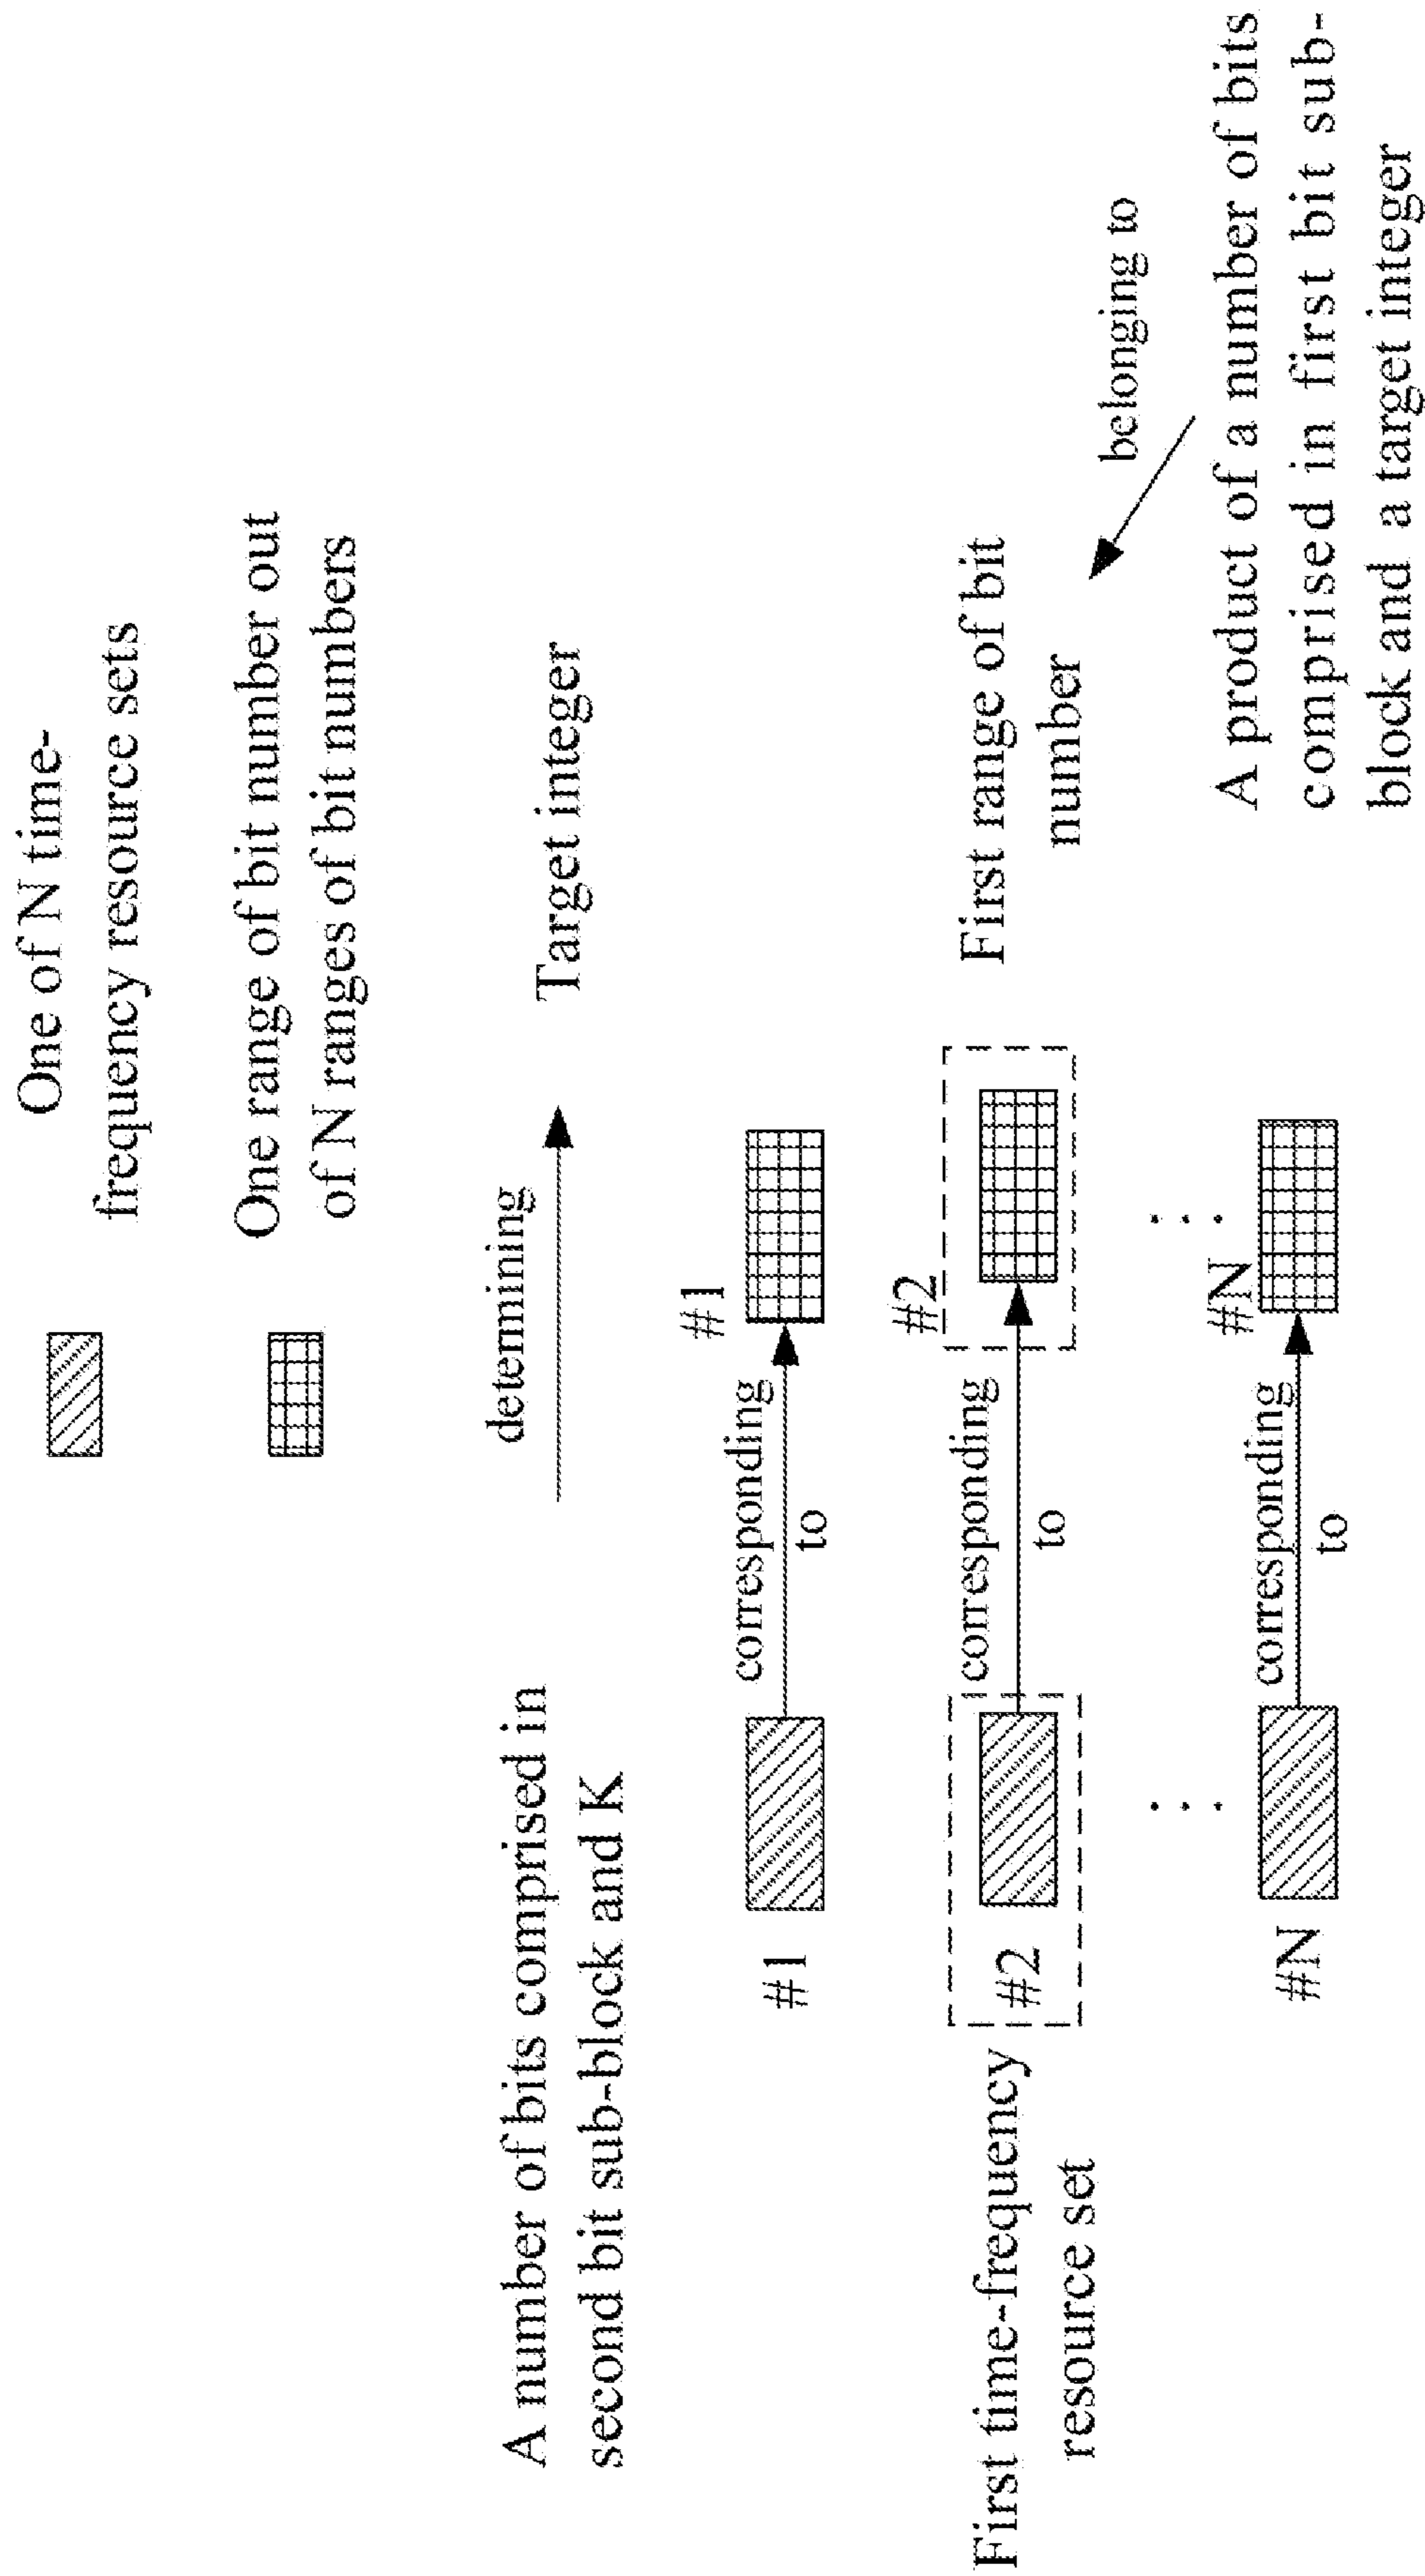 One of N time-
frequency resource sets
One range of bit number out
of N ranges of bit numbers
A number of bits comprised in
second bit sub-block and K
determining
Target integer
#1
corresponding
to
#1
First time-frequency
resource set
#2
corresponding
to
#2
First range of bit
number
belonging to
...
...
#N
corresponding
to
#N
A product of a number of bits
comprised in first bit sub-
block and a target integer